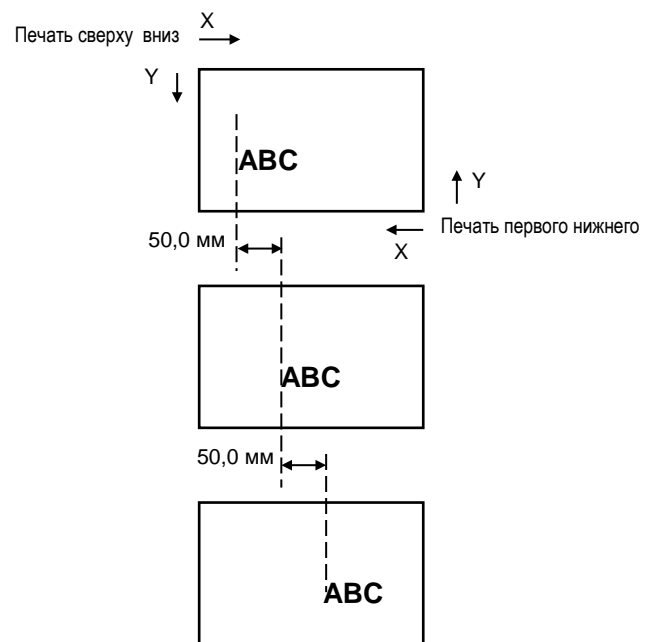 X
Печать сверху вниз
Y
ABC
Y
Печать первого нижнего
X
50,0 мм
ABC
50,0 мм
ABC